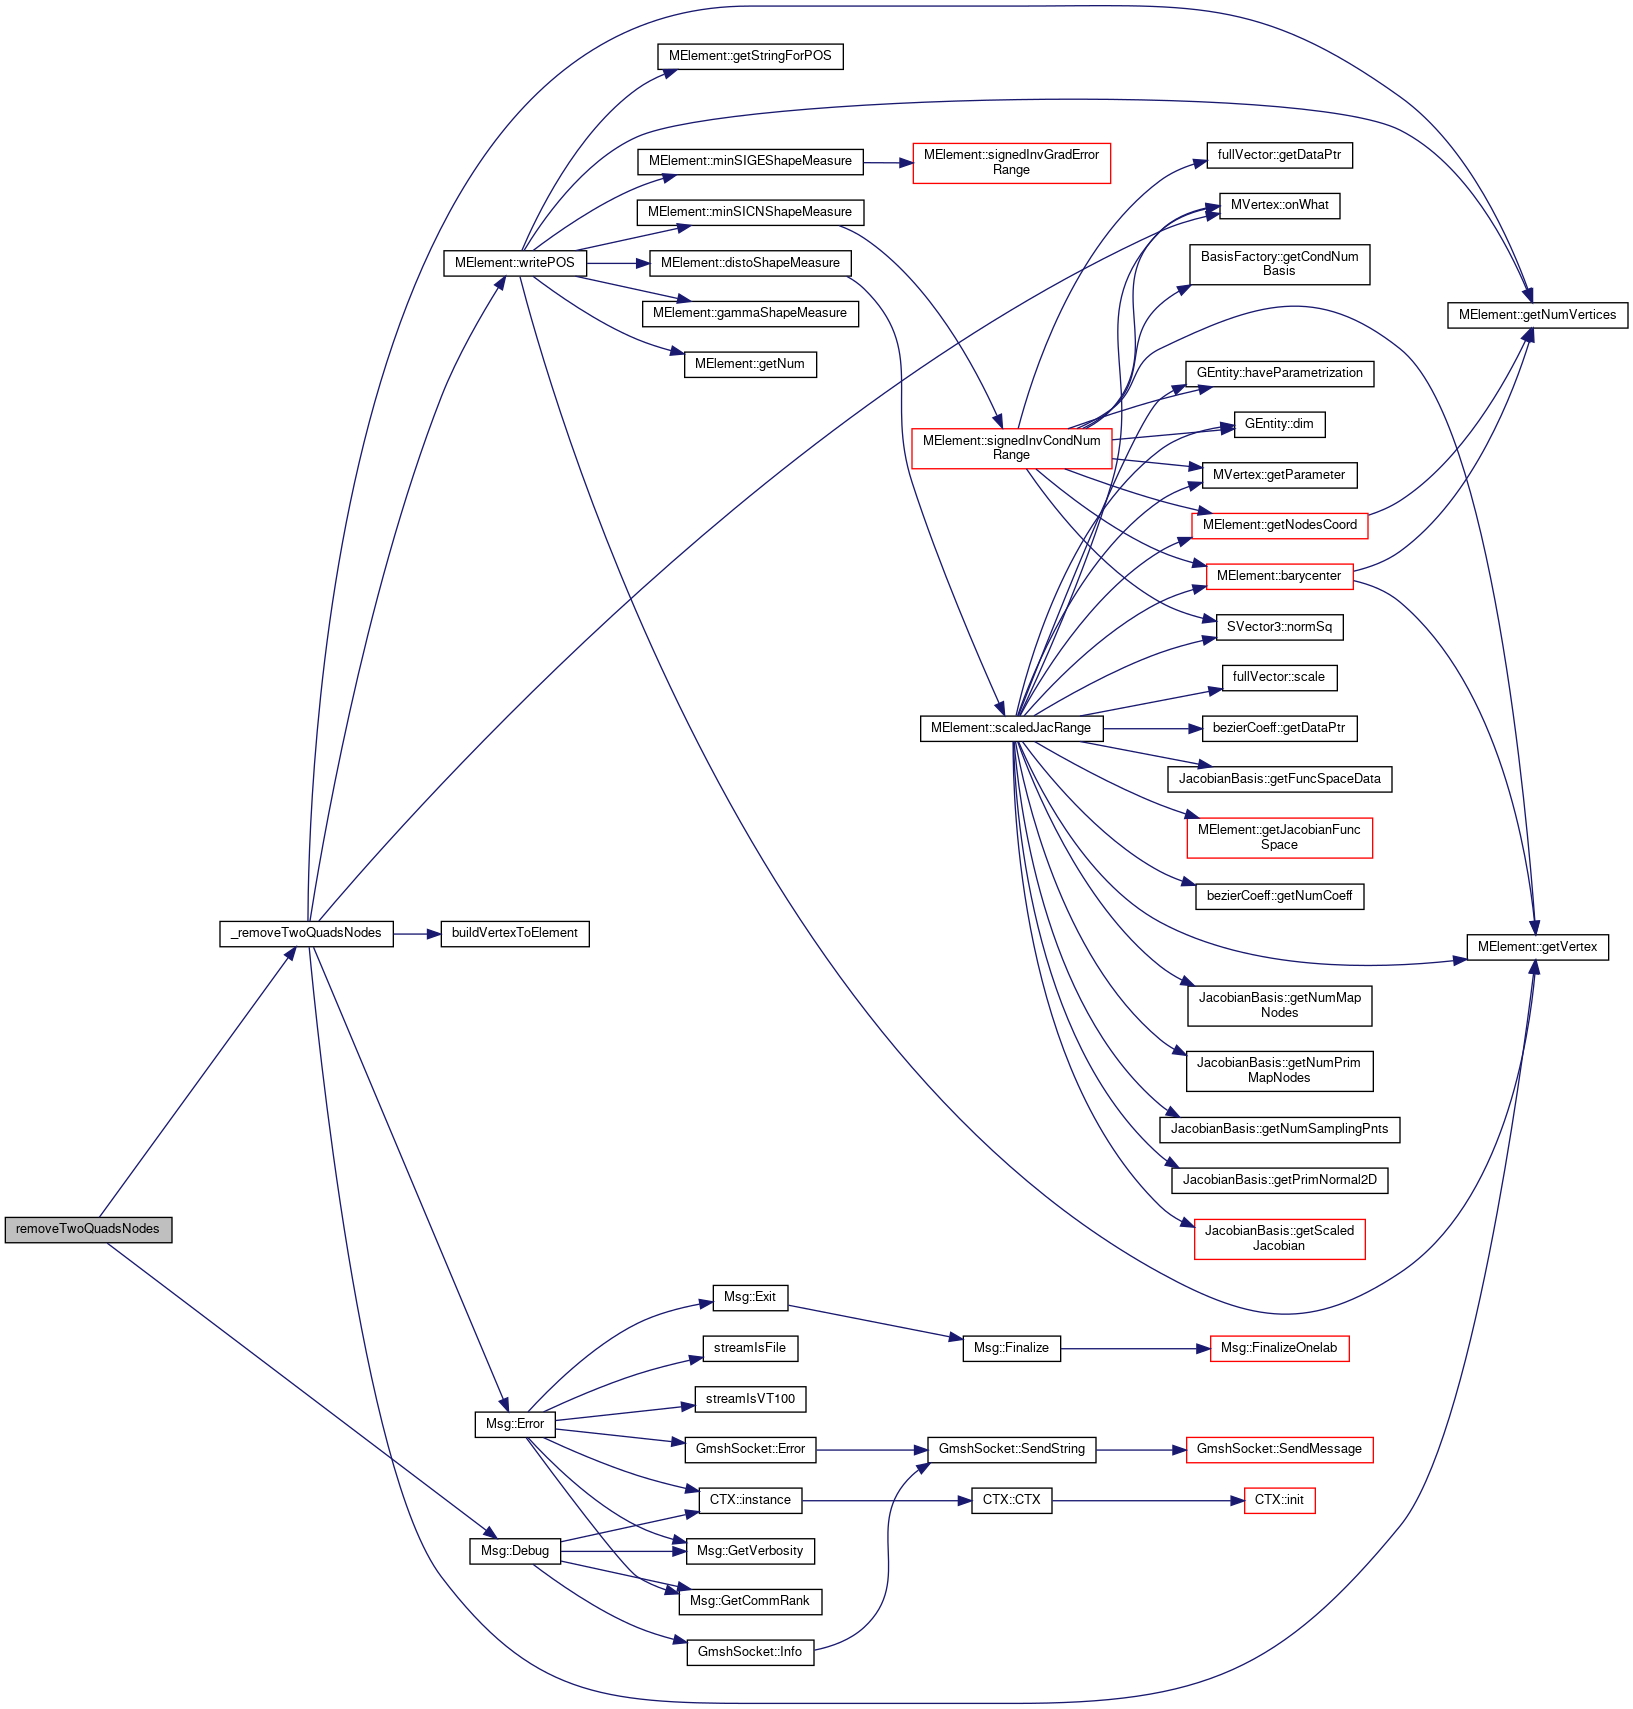 MElement::getStringForPOS
MElement::minSIGEShapeMeasure
MElement::signedInvGradError
Range
fullVector::getDataPtr
MElement::minSICNShapeMeasure
MVertex::onWhat
MElement::writePOS
MElement::distoShapeMeasure
BasisFactory::getCondNum
Basis
MElement::gammaShapeMeasure
MElement::getNumVertices
MElement::getNum
GEntity::haveParametrization
GEntity::dim
MElement::signedInvCondNum
Range
MVertex::getParameter
MElement::getNodesCoord
MElement::barycenter
SVector3::normSq
fullVector::scale
MElement::scaledJacRange
bezierCoeff::getDataPtr
JacobianBasis::getFuncSpaceData
MElement::getJacobianFunc
Space
bezierCoeff::getNumCoeff
_removeTwoQuadsNodes
buildVertexToElement
MElement::getVertex
JacobianBasis::getNumMap
Nodes
JacobianBasis::getNumPrim
MapNodes
JacobianBasis::getNumSamplingPnts
JacobianBasis::getPrimNormal2D
removeTwoQuadsNodes
JacobianBasis::getScaled
Jacobian
Msg::Exit
streamIsFile
Msg::Finalize
Msg::FinalizeOnelab
streamIsVT100
Msg::Error
GmshSocket::Error
GmshSocket::SendString
GmshSocket::SendMessage
CTX::instance
CTX::CTX
CTX::init
Msg::Debug
Msg::GetVerbosity
Msg::GetCommRank
GmshSocket::Info